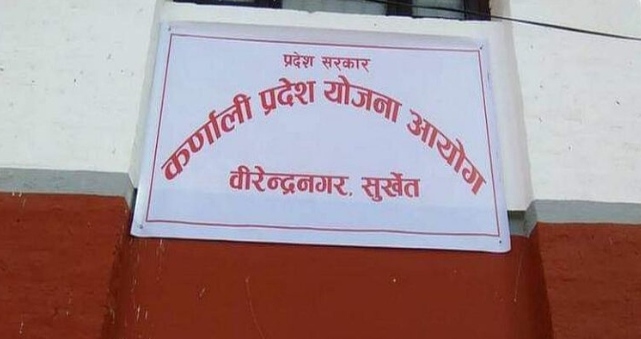 प्रदेश सरकार
कर्णाली प्रदेश योजना आयोग
वीरेन्द्रनगर, सुर्खेत